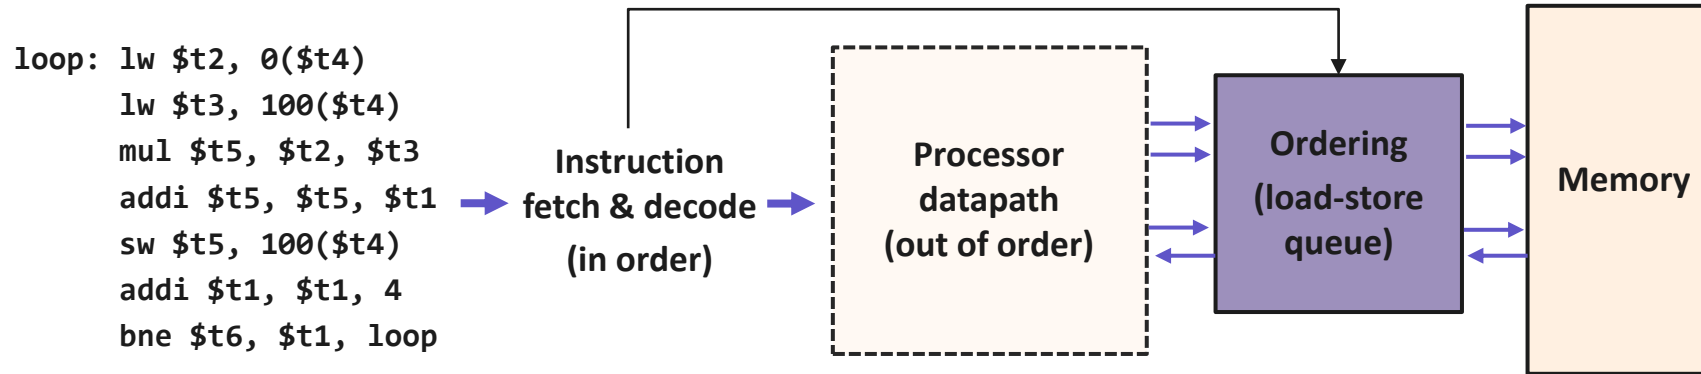 loop: lw $t2, 0($t4)
lw $t3, 100($t4)
mul $t5, $t2, $t3
addi $t5, $t5, $t1
sw $t5, 100($t4)
addi $t1, $t1, 4
bne $t6, $t1, loop
Instruction
fetch & decode
(in order)
Processor
datapath
(out of order)
Ordering
(load-store
queue)
Memory